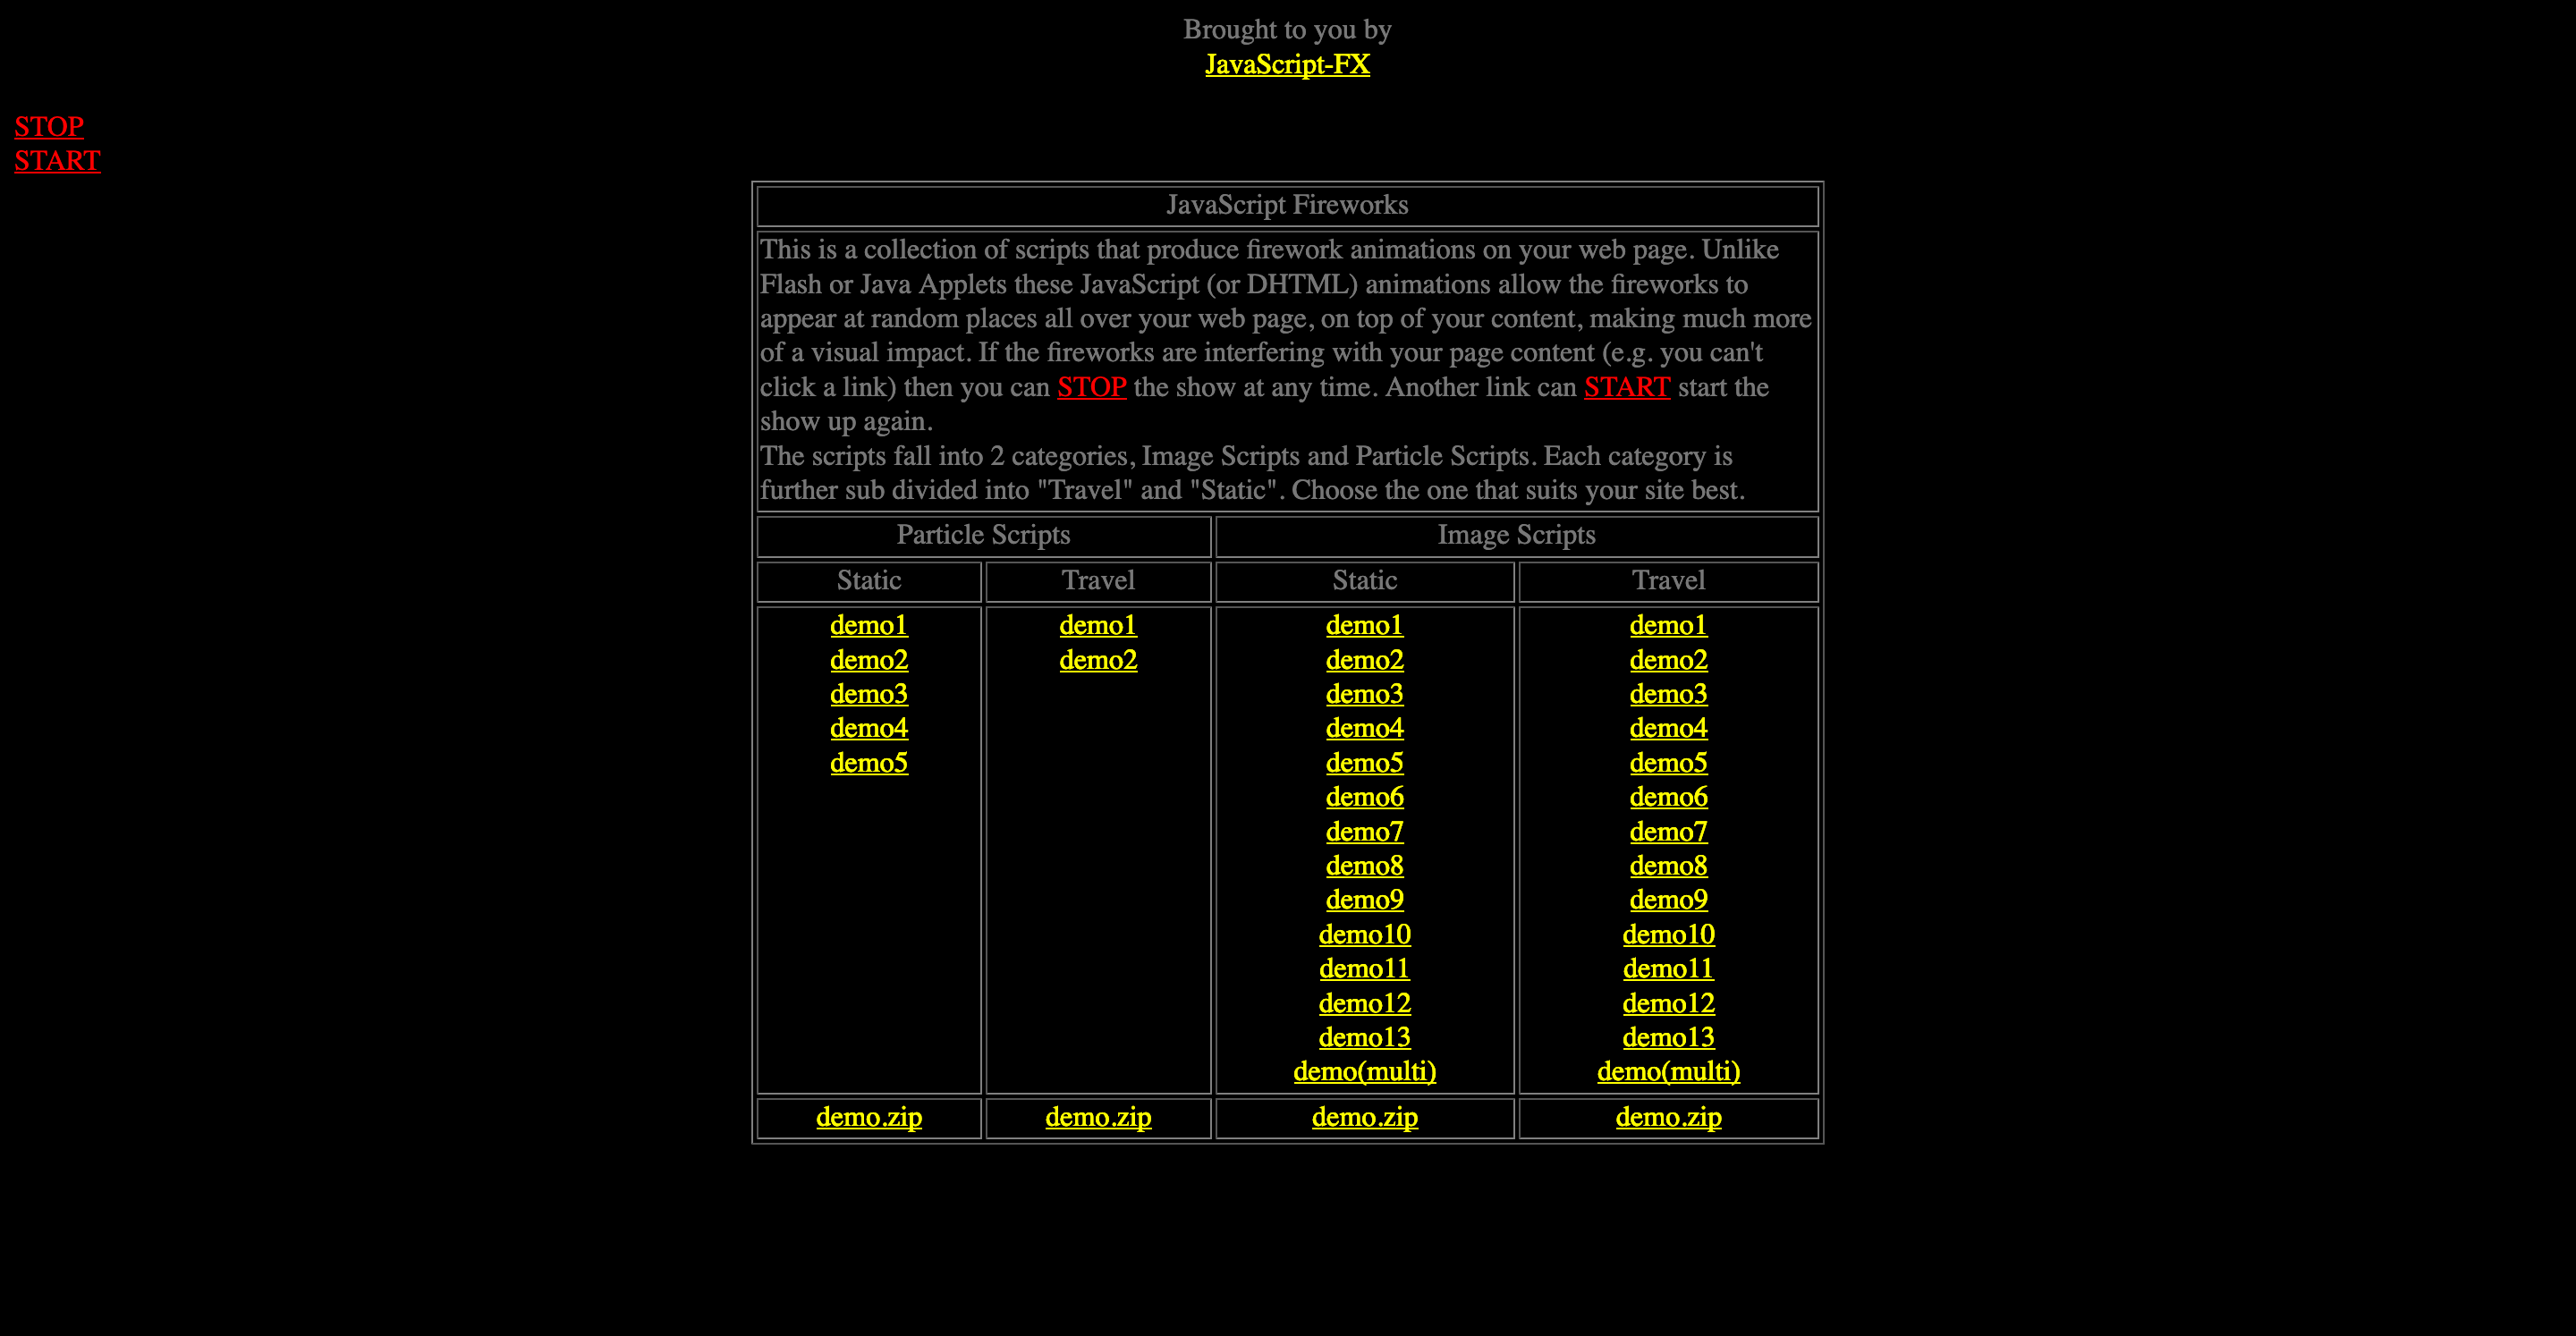 Brought to you by
JavaScript-FX
STOP
START
JavaScript Fireworks
This is a collection of scripts that produce firework animations on your web page. Unlike
Flash or Java Applets these JavaScript (or DHTML) animations allow the fireworks to
appear at random places all over your web page, on top of your content, making much more
of a visual impact. If the fireworks are interfering with your page content (e.g. you can't
click a link) then you can STOP the show at any time. Another link can START start the
show up again.
The scripts fall into 2 categories, Image Scripts and Particle Scripts. Each category is
further sub divided into "Travel" and "Static". Choose the one that suits your site best.
Particle Scripts Image Scripts
Static Travel Static Travel
demo1 demo1 demo1 demo1
demo2 demo2 demo2 demo2
demo3 demo3 demo3
demo4 demo4 demo4
demo5 demo5 demo5
demo6 demo6
demo7 demo7
demo8 demo8
demo9 demo9
demo10 demo10
demo11 demo11
demo12 demo12
demo13 demo13
demo(multi) demo(multi)
demo.zip demo.zip demo.zip demo.zip